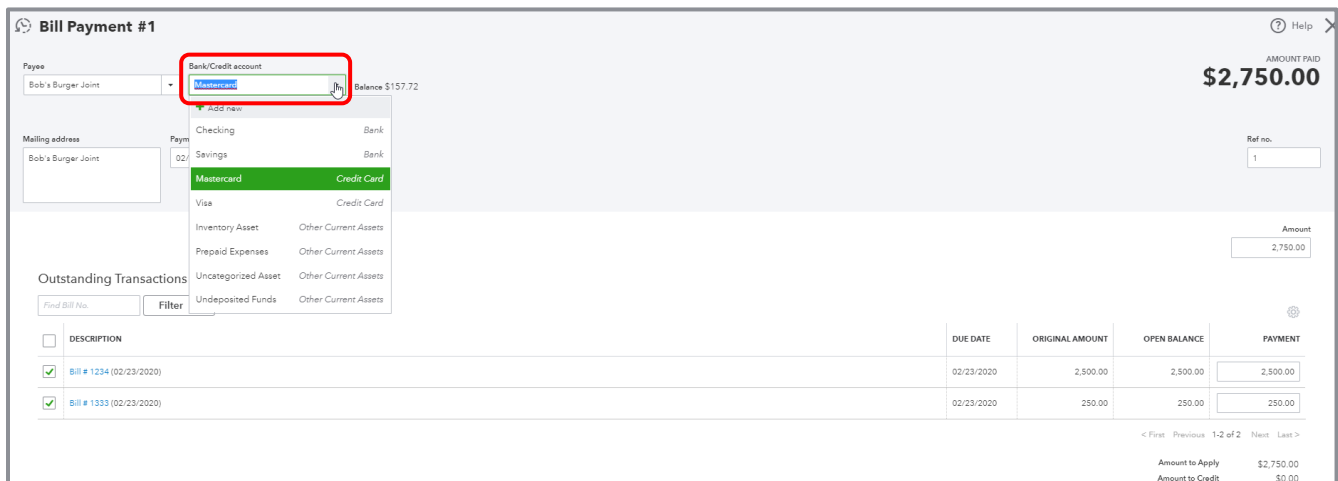 Bill Payment #1
Help
Payee
Bank/Credit account
AMOUNT PAID
Bob's Burger Joint
Mastercard
Balance $157.72
$2,750.00
Add new
Checking Bank
Mailing address
Paym
Ref no.
Bob's Burger Joint
02/
Savings Bank
1
Mastercard Credit Card
Visa Credit Card
Inventory Asset Other Current Assets
Amount
Prepaid Expenses Other Current Assets
2,750.00
Outstanding Transactions
Uncategorized Asset Other Current Assets
Find Bill No.
Filter
Undeposited Funds Other Current Assets
DESCRIPTION DUE DATE ORIGINAL AMOUNT OPEN BALANCE PAYMENT
Bill # 1234 (02/23/2020) 02/23/2020 2,500.00 2,500.00 2,500.00
Bill # 1333 (02/23/2020) 02/23/2020 250.00 250.00 250.00
< First Previous 1-2 of 2 Next Last >
Amount to Apply $2,750.00
Amount to Credit $0.00